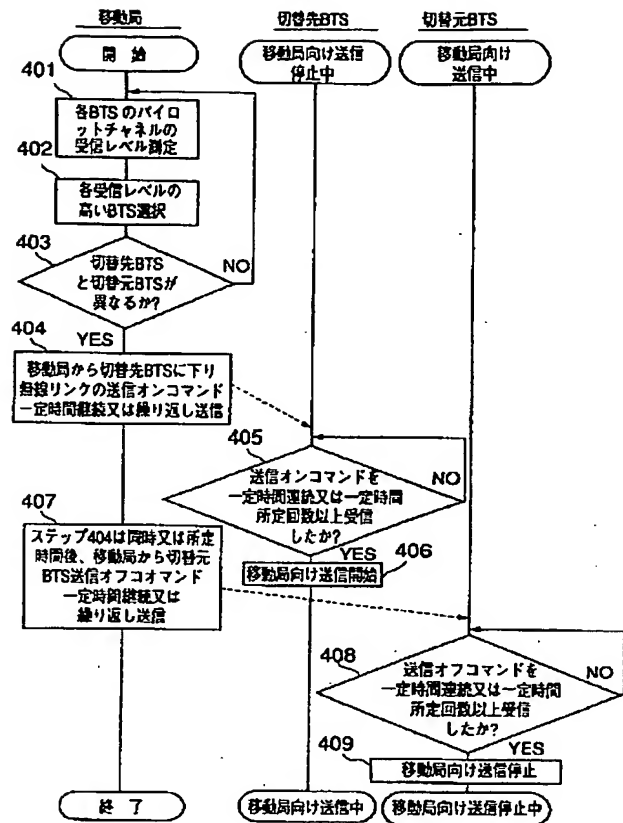 移動局
切替先BTS
切替元BTS
開 始
移動局向け送信
停止中
移動局向け
送信中
401
各BTSのパイロ
ットチャネルの
受信レベル測定
402
各受信レベルの
高いBTS選択
403
切替先BTS
と切替元BTSが
異なるか?
NO
YES
404
移動局から切替先BTSに下り
無線リンクの送信オンコマンド
一定時間継続又は繰り返し送信
405
送信オンコマンドを
一定時間連続又は一定時間
所定回数以上受信
したか?
NO
YES
406
移動局向け送信開始
407
ステップ404は同時又は所定
時間後、移動局から切替元
BTS送信オフコオマンド
一定時間継続又は
繰り返し送信
408
送信オフコマンドを
一定時間連続又は一定時間
所定回数以上受信
したか?
NO
YES
409
移動局向け送信停止
終 了
移動局向け送信中
移動局向け送信停止中